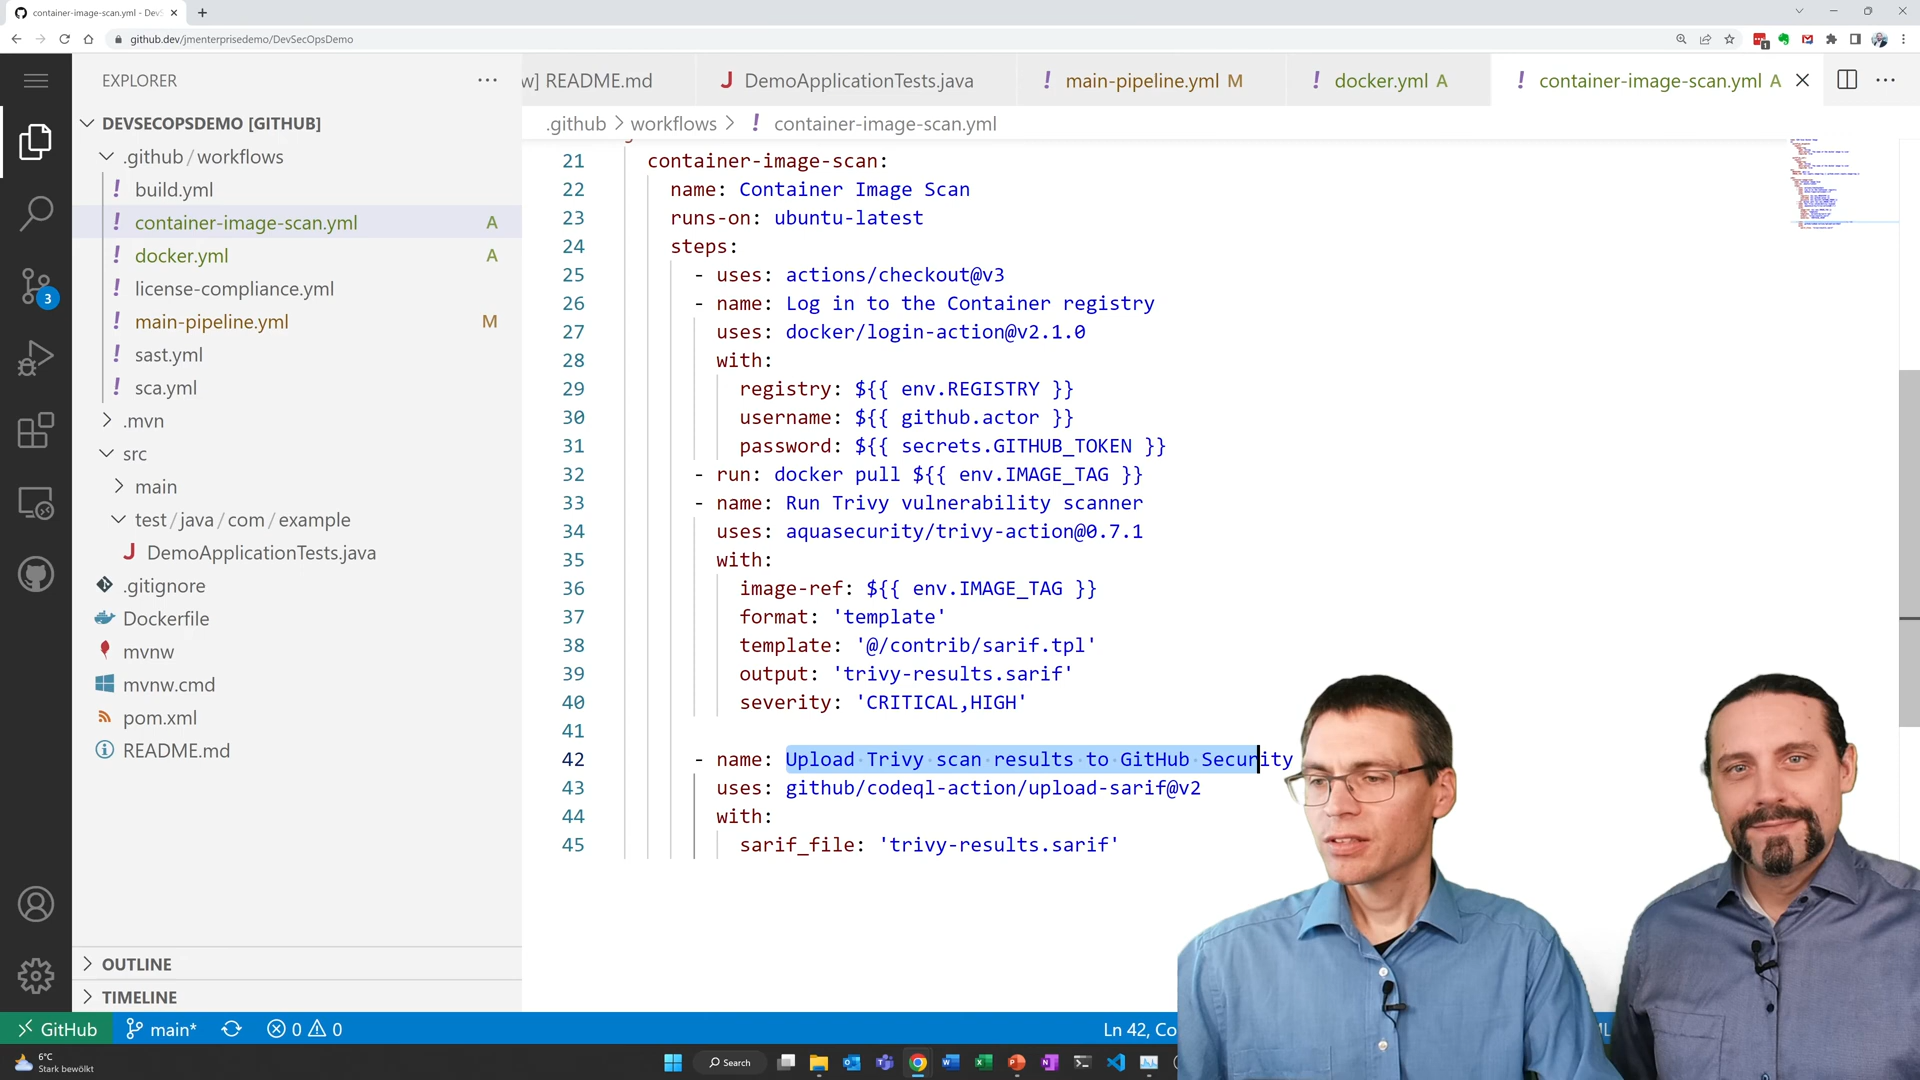 container-image-scan.yml - Dev
github.dev/jmenterprisedemo/DevSecOpsDemo
1
EXPLORER
DEVSECOPSDEMO [GITHUB]
.github/workflows
! build.yml
! container-image-scan.yml A
! docker.yml A
! license-compliance.yml
! main-pipeline.yml M
! sast.yml
! sca.yml
.mvn
src
main
test/java/com/example
J DemoApplicationTests.java
.gitignore
Dockerfile
mvnw
mvnw.cmd
pom.xml
README.md
OUTLINE
TIMELINE
3
w] README.md
J DemoApplicationTests.java
! main-pipeline.yml M
! docker.yml A
! container-image-scan.yml A
.github > workflows > ! container-image-scan.yml
21 container-image-scan:
22 name: Container Image Scan
23 runs-on: ubuntu-latest
24 steps:
25 - uses: actions/checkout@v3
26 - name: Log in to the Container registry
27 uses: docker/login-action@v2.1.0
28 with:
29 registry: ${{ env.REGISTRY }}
30 username: ${{ github.actor }}
31 password: ${{ secrets.GITHUB_TOKEN }}
32 - run: docker pull ${{ env.IMAGE_TAG }}
33 - name: Run Trivy vulnerability scanner
34 uses: aquasecurity/trivy-action@0.7.1
35 with:
36 image-ref: ${{ env.IMAGE_TAG }}
37 format: 'template'
38 template: '@/contrib/sarif.tpl'
39 output: 'trivy-results.sarif'
40 severity: 'CRITICAL,HIGH'
41
42 - name: Upload Trivy scan results to GitHub Security
43 uses: github/codeql-action/upload-sarif@v2
44 with:
45 sarif_file: 'trivy-results.sarif'
GitHub main* 0 0 Ln 42, Co
6°C
Stark bewölkt
Search